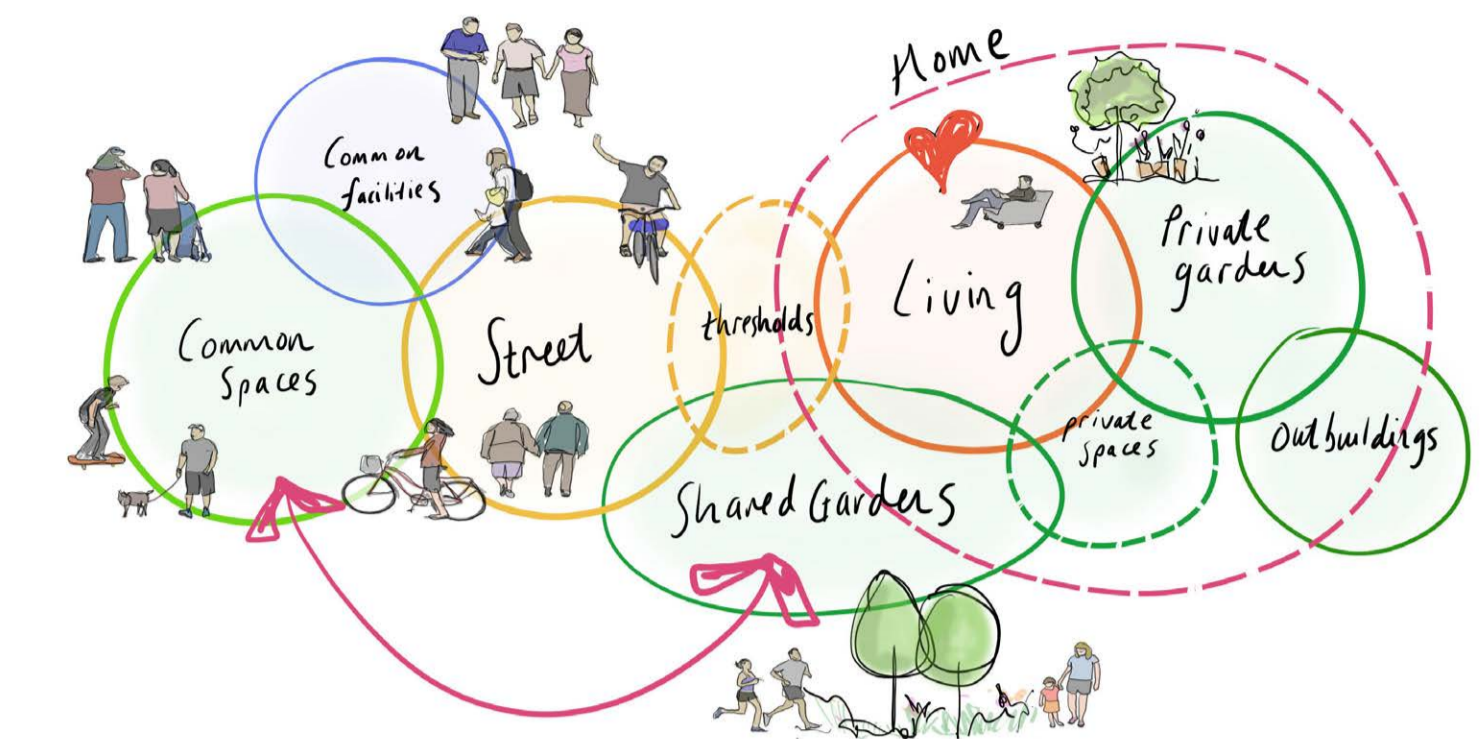 Home
Common
facilities
Common
Spaces
Street
thresholds
Living
Private
gardens
private
spaces
Outbuildings
Shared Gardens